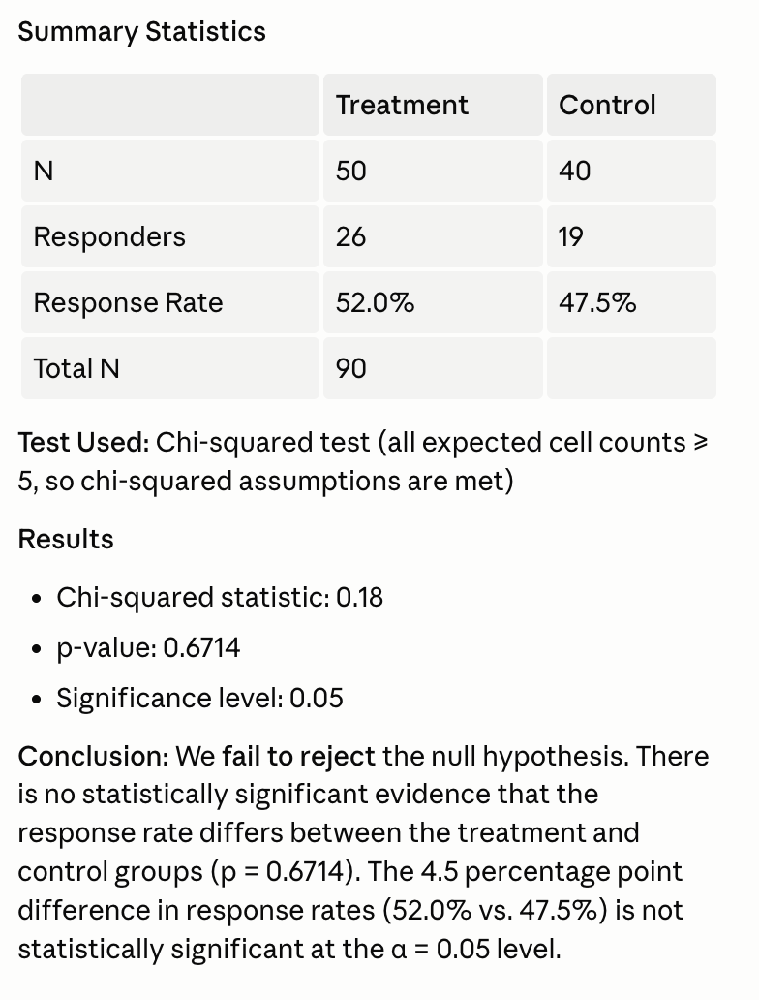 Summary Statistics
Treatment Control
N 50 40
Responders 26 19
Response Rate 52.0% 47.5%
Total N 90
Test Used: Chi-squared test (all expected cell counts ≥
5, so chi-squared assumptions are met)
Results
• Chi-squared statistic: 0.18
• p-value: 0.6714
• Significance level: 0.05
Conclusion: We fail to reject the null hypothesis. There
is no statistically significant evidence that the
response rate differs between the treatment and
control groups (p = 0.6714). The 4.5 percentage point
difference in response rates (52.0% vs. 47.5%) is not
statistically significant at the α = 0.05 level.